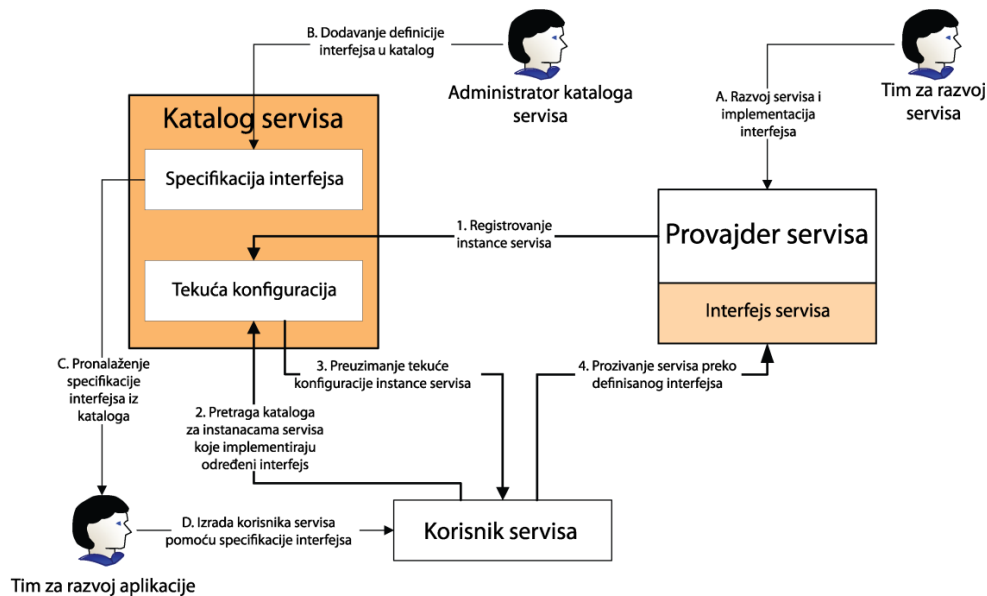 B. Dodavanje definicije
interfejsa u katalog
Administrator kataloga
servisa
Tim za razvoj
servisa
A. Razvoj servisa i
implementacija
interfejsa
Katalog servisa
Specifikacija interfejsa
1. Registrovanje
instance servisa
Provajder servisa
Tekuća konfiguracija
Interfejs servisa
C. Pronalaženje
specifikacije
interfejsa iz
kataloga
3. Preuzimanje tekuće
konfiguracije instance servisa
4. Prozivanje servisa preko
definisanog interfejsa
2. Pretraga kataloga
za instanacama servisa
koje implementiraju
određeni interfejs
D. Izrada korisnika servisa
pomoću specifikacije interfejsa
Korisnik servisa
Tim za razvoj aplikacije